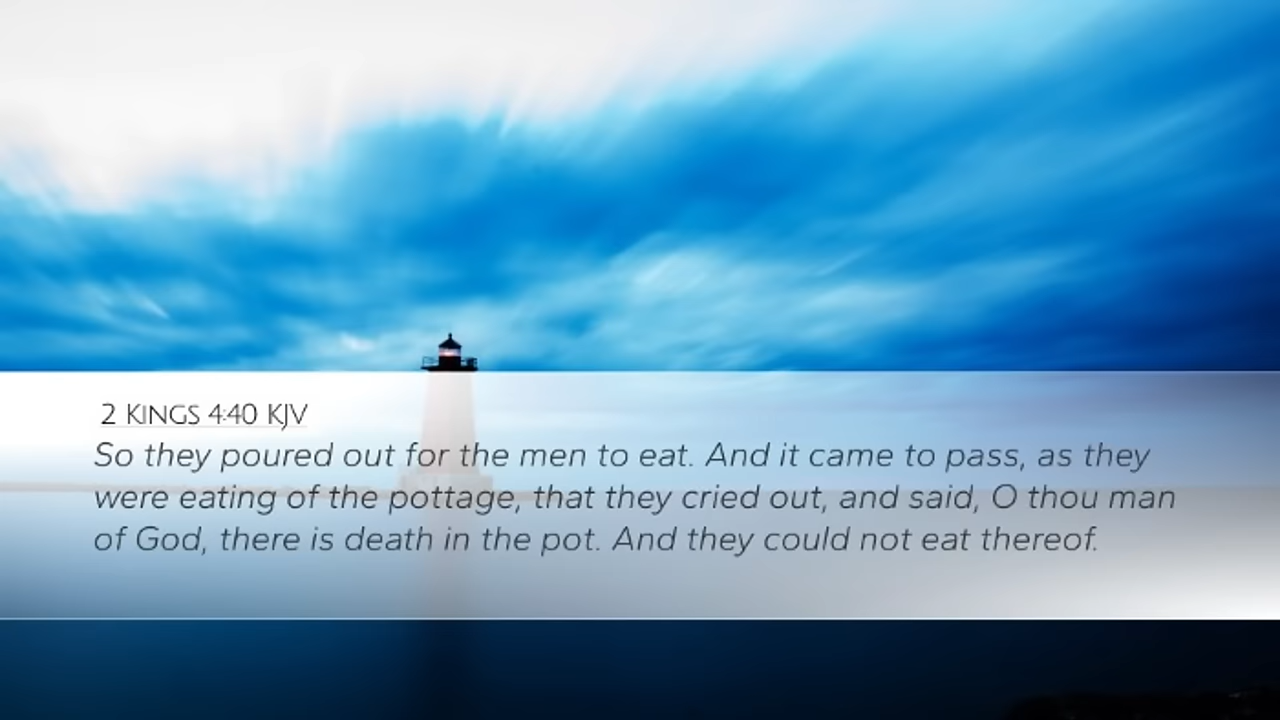 2 KINGS 4:40 KJV
So they poured out for the men to eat. And it came to pass, as they
were eating of the pottage, that they cried out, and said, O thou man
of God, there is death in the pot. And they could not eat thereof.